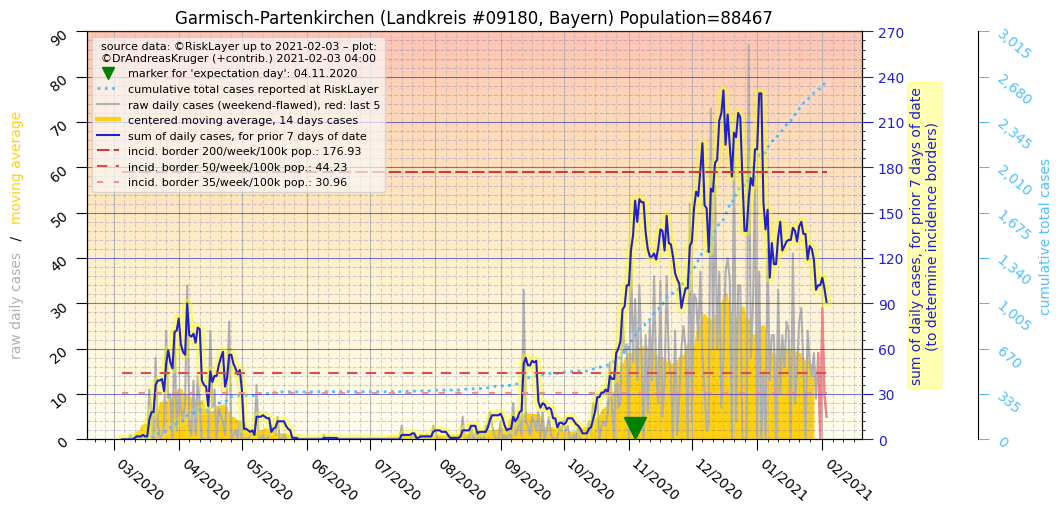 Garmisch-Partenkirchen (Landkreis #09180, Bayern) Population=88467
source data: ©RiskLayer up to 2021-02-03 – plot:
©DrAndreasKruger (+contrib.) 2021-02-03 04:00
marker for 'expectation day': 04.11.2020
cumulative total cases reported at RiskLayer
raw daily cases (weekend-flawed), red: last 5
centered moving average, 14 days cases
sum of daily cases, for prior 7 days of date
incid. border 200/week/100k pop.: 176.93
incid. border 50/week/100k pop.: 44.23
incid. border 35/week/100k pop.: 30.96
raw daily cases / moving average
90
80
70
60
50
40
30
20
10
0
03/2020
04/2020
05/2020
06/2020
07/2020
08/2020
09/2020
10/2020
11/2020
12/2020
01/2021
02/2021
270
240
210
180
150
120
90
60
30
0
sum of daily cases, for prior 7 days of date
(to determine incidence borders)
3,015
2,680
2,345
2,010
1,675
1,340
1,005
670
335
0
cumulative total cases